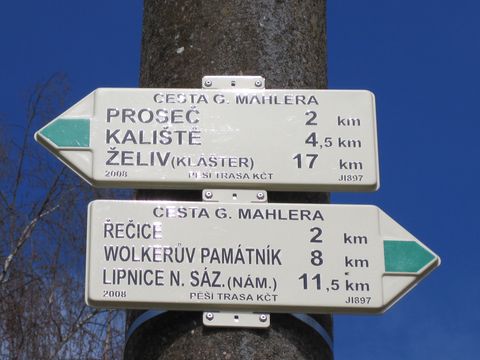 CESTA G. MAHLERA
PROSEČ 2 km
KALIŠTĚ 4,5 km
ŽELIV (KLÁŠTER) 17 km
2008 PĚŠÍ TRASA KČT JI897
CESTA G. MAHLERA
ŘEČICE 2 km
WOLKERŮV PAMÁTNÍK 8 km
LIPNICE N. SÁZ. (NÁM.) 11,5 km
2008 PĚŠÍ TRASA KČT JI897